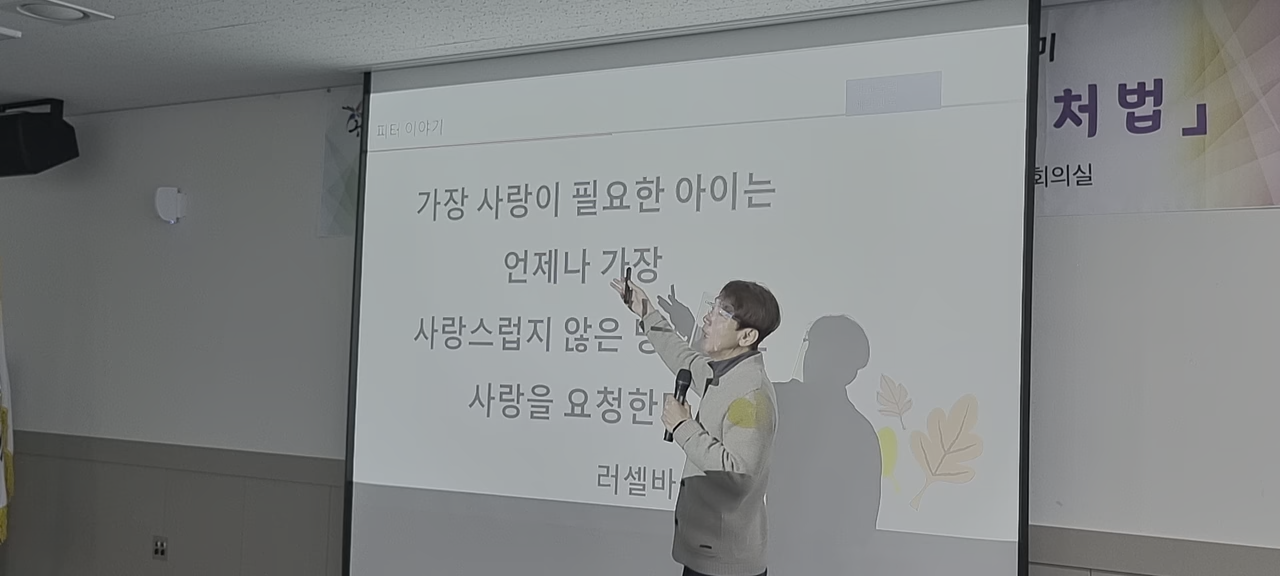 피터 이야기
가장 사랑이 필요한 아이는
언제나 가장
사랑스럽지 않은
사랑을 요청한
러셀바
처법」
회의실